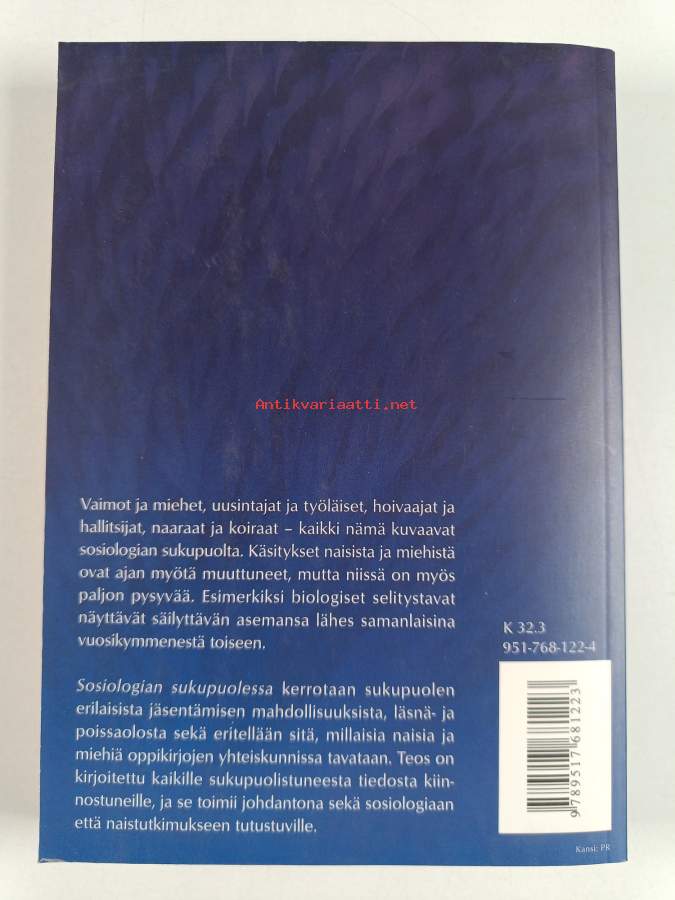 Antikvariaatti.net
Vaimot ja miehet, uusintajat ja työläiset, hoivaajat ja
hallitsijat, naaraat ja koiraat – kaikki nämä kuvaavat
sosiologian sukupuolta. Käsitykset naisista ja miehistä
ovat ajan myötä muuttuneet, mutta niissä on myös
paljon pysyvää. Esimerkiksi biologiset selitystavat
näyttävät säilyttävän asemansa lähes samanlaisina
vuosikymmenestä toiseen.
Sosiologian sukupuolessa kerrotaan sukupuolen
erilaisista jäsentämisen mahdollisuuksista, läsnä- ja
poissaolosta sekä eritellään sitä, millaisia naisia ja
miehiä oppikirjojen yhteiskunnissa tavataan. Teos on
kirjoitettu kaikille sukupuolistuneesta tiedosta kiin-
nostuneille, ja se toimii johdantona sekä sosiologiaan
että naistutkimukseen tutustuville.
K 32.3
951-768-122-4
9789517681223
Kansi: PR